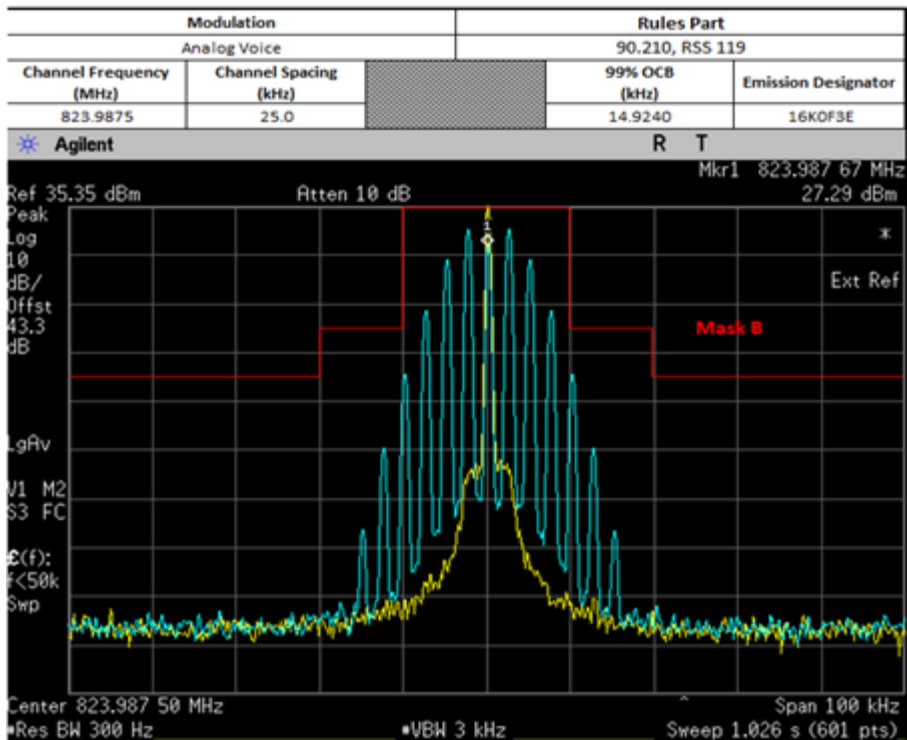 Modulation Rules Part
Analog Voice 90.210, RSS 119
Channel Frequency (MHz) Channel Spacing (kHz) 99% OCB (kHz) Emission Designator
823.9875 25.0 14.9240 16K0F3E
Agilent R T
Mkr1 823.987 67 MHz
Ref 35.35 dBm Atten 10 dB 27.29 dBm
Peak
Log
10
dB/
Offst
43.3
dB
1
*
Ext Ref
Mask B
LgAv
V1 M2
S3 FC
£(f):
f<50k
Swp
Center 823.987 50 MHz ^ Span 100 kHz
*Res BW 300 Hz *VBW 3 kHz Sweep 1.026 s (601 pts)